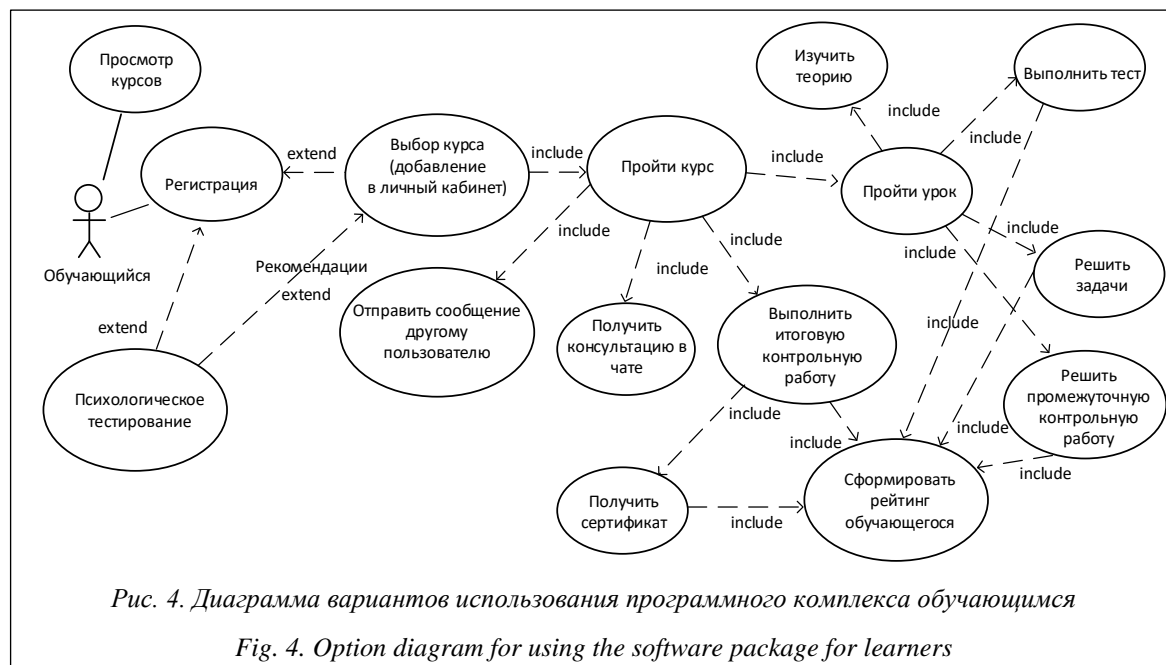 Просмотр
курсов
Изучить
теорию
Выполнить тест
include
include
extend
Выбор курса
(добавление
в личный кабинет)
include
Пройти курс
include
Регистрация
Пройти урок
Обучающийся
include
include
include
include
Рекомендации
extend
Решить
задачи
extend
Отправить сообщение
другому
пользователю
Получить
консультацию в
чате
Выполнить
итоговую
контрольную
работу
include
include
Психологическое
тестирование
Решить
промежуточную
контрольную
работу
include
include
include
include
Получить
сертификат
include
Сформировать
рейтинг
обучающегося
Рис. 4. Диаграмма вариантов использования программного комплекса обучающимся
Fig. 4. Option diagram for using the software package for learners